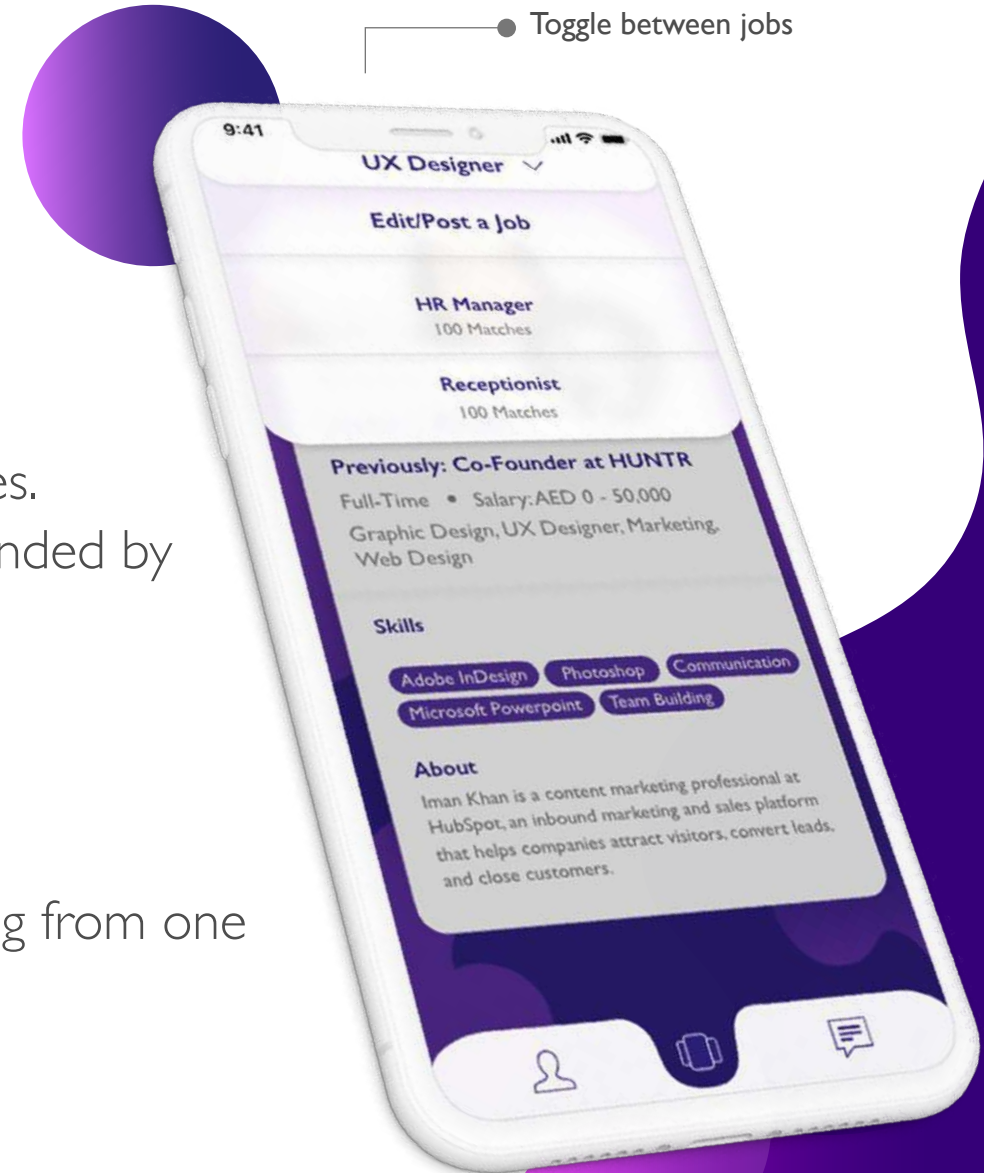 Toggle between jobs
9:41
UX Designer
Edit/Post a Job
HR Manager
100 Matches
Receptionist
100 Matches
es.
nded by
g from one
Previously: Co-Founder at HUNTR
Full-Time • Salary: AED 0 - 50,000
Graphic Design, UX Designer, Marketing,
Web Design
Skills
Adobe InDesign Photoshop Communication
Microsoft Powerpoint Team Building
About
Iman Khan is a content marketing professional at
HubSpot, an inbound marketing and sales platform
that helps companies attract visitors, convert leads,
and close customers.